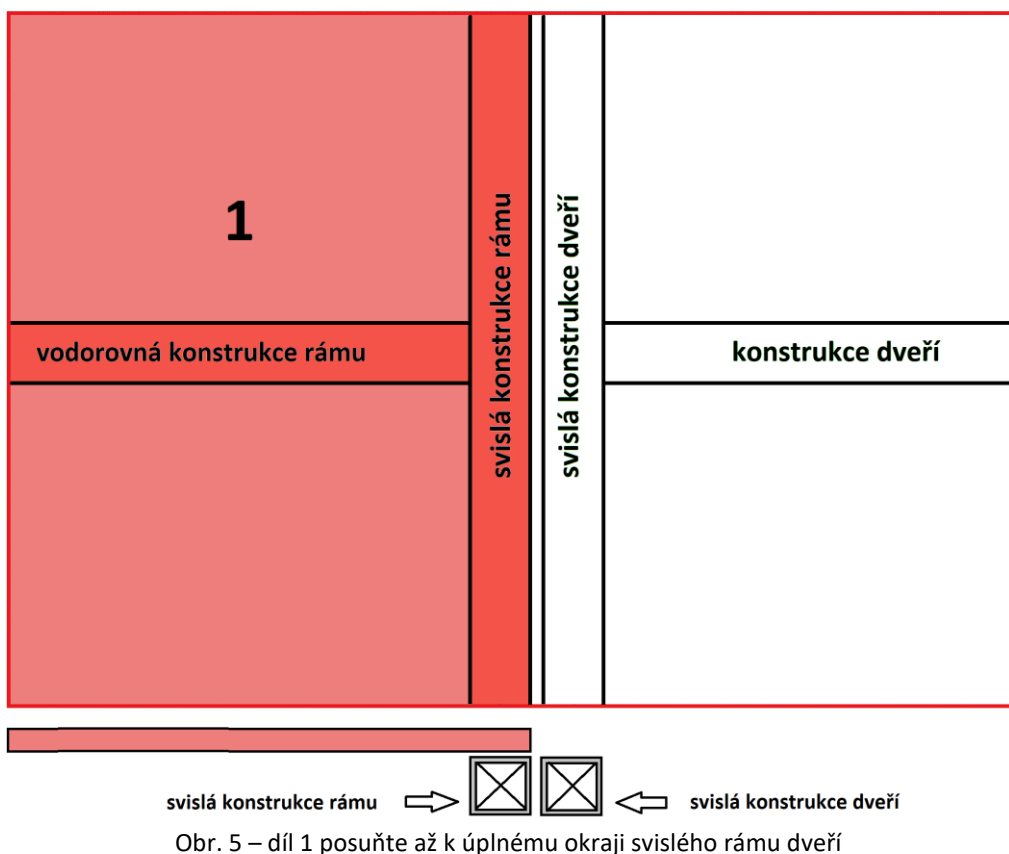 1
svislá konstrukce rámu
svislá konstrukce dveří
vodorovná konstrukce rámu
konstrukce dveří
svislá konstrukce rámu
svislá konstrukce dveří
Obr. 5 – díl 1 posuňte až k úplnému okraji svislého rámu dveří